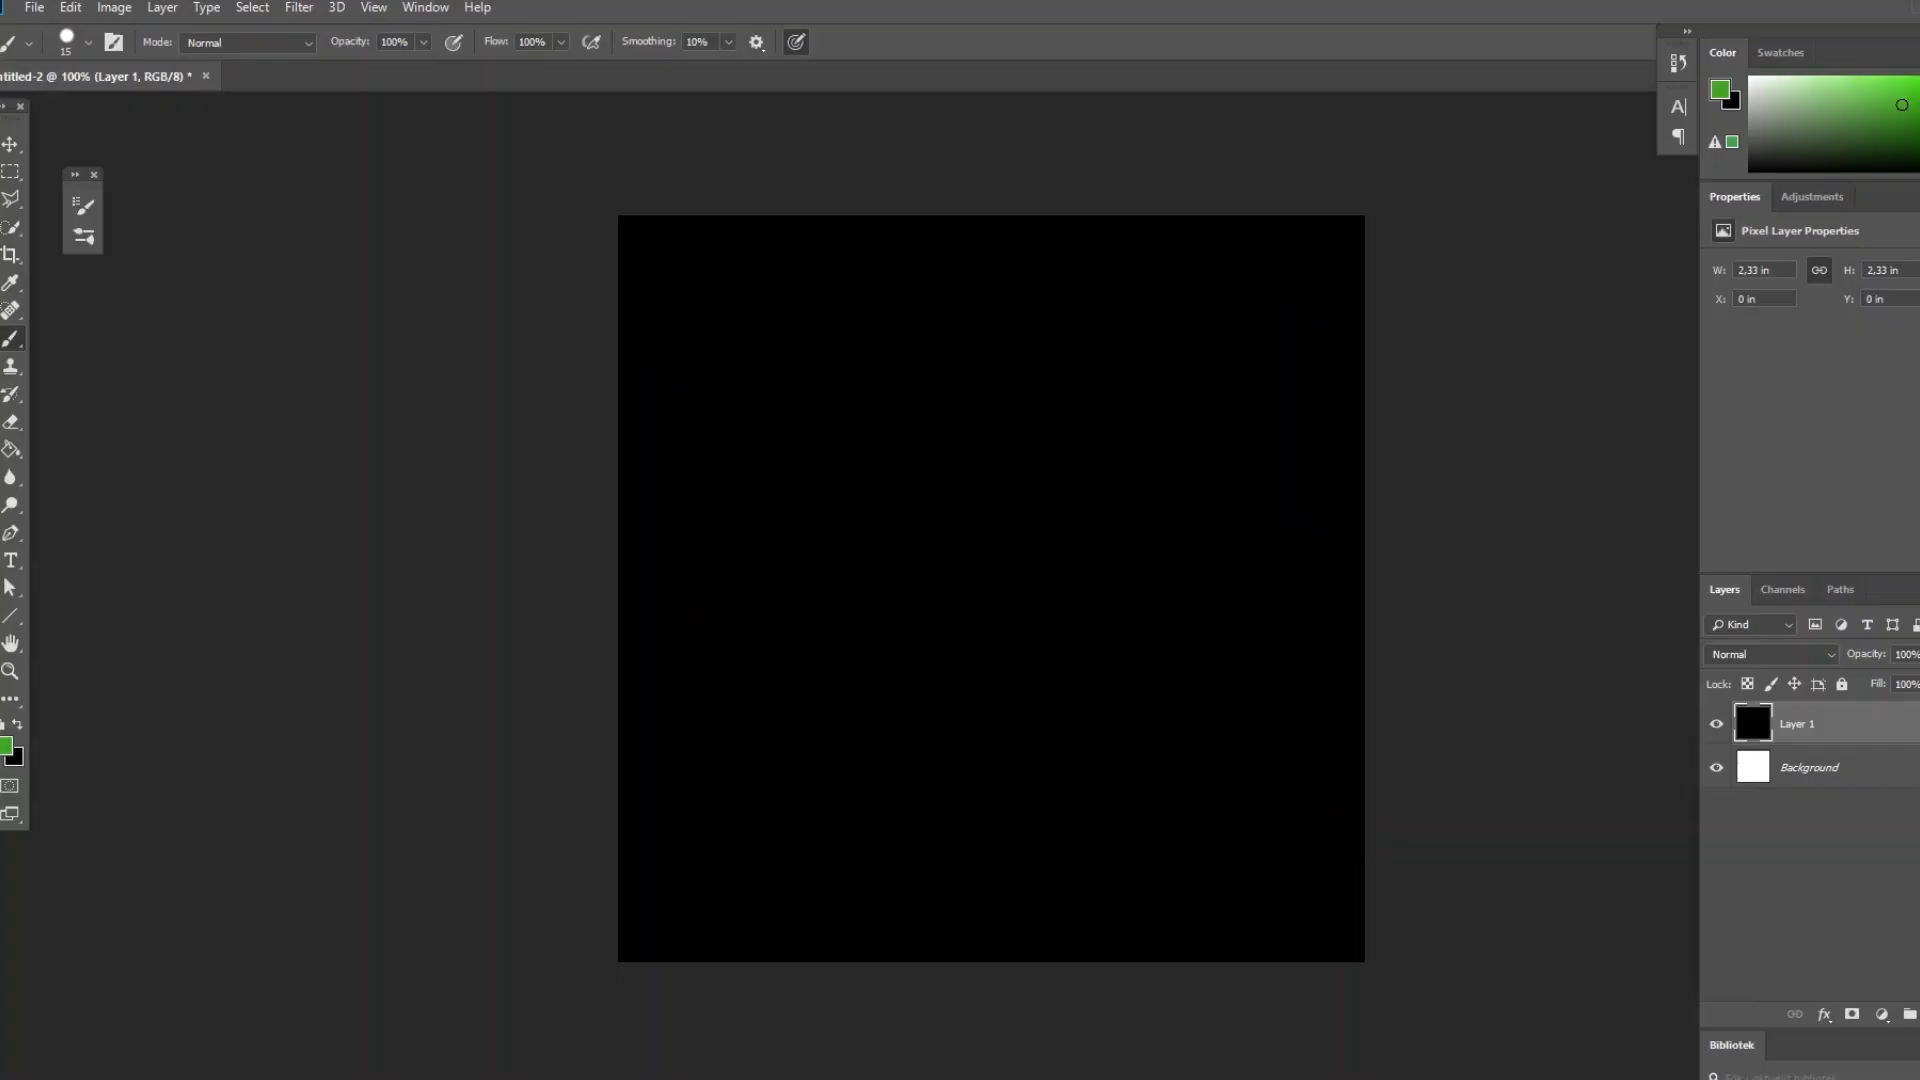 File Edit Image Layer Type Select Filter 3D View Window Help
15 Mode: Normal Opacity: 100% Flow: 100% Smoothing: 10%
ntitled-2 @ 100% (Layer 1, RGB/8) *
Color Swatches
Properties Adjustments
Pixel Layer Properties
W: 2,33 in H: 2,33 in
X: 0 in Y: 0 in
Layers Channels Paths
Kind
Normal Opacity: 100%
Lock: Fill: 100%
Layer 1
Background
Bibliotek